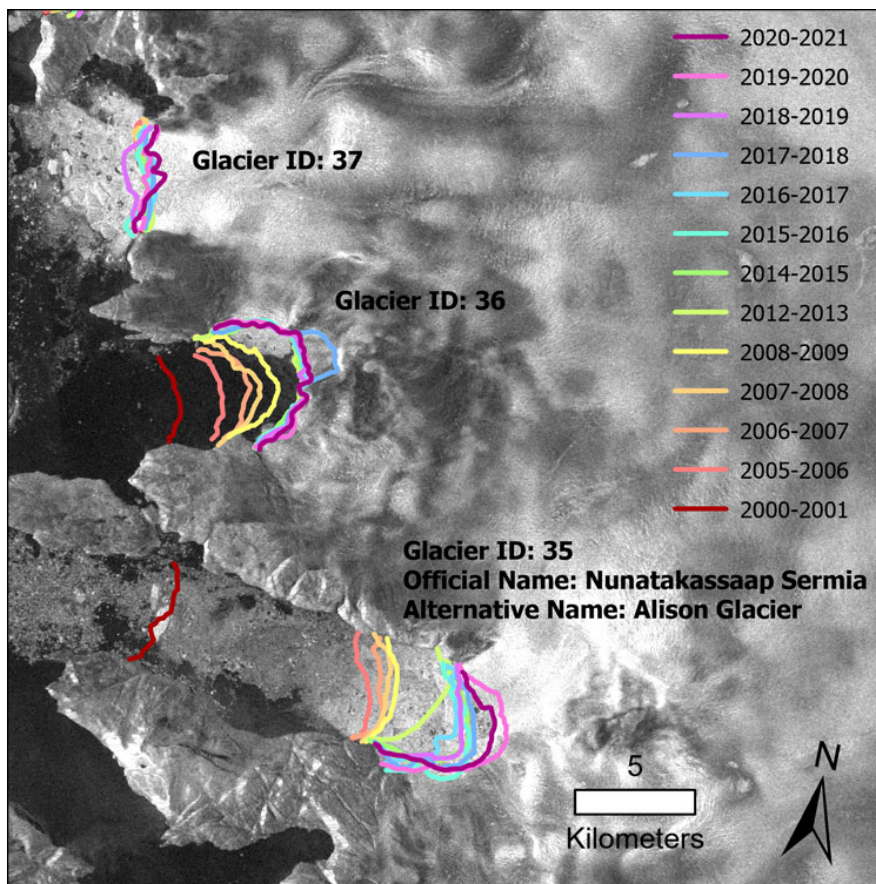 2020-2021
2019-2020
2018-2019
2017-2018
2016-2017
2015-2016
2014-2015
2012-2013
2008-2009
2007-2008
2006-2007
2005-2006
2000-2001
Glacier ID: 37
Glacier ID: 36
Glacier ID: 35
Official Name: Nunatakassaap Sermia
Alternative Name: Alison Glacier
5
Kilometers
N